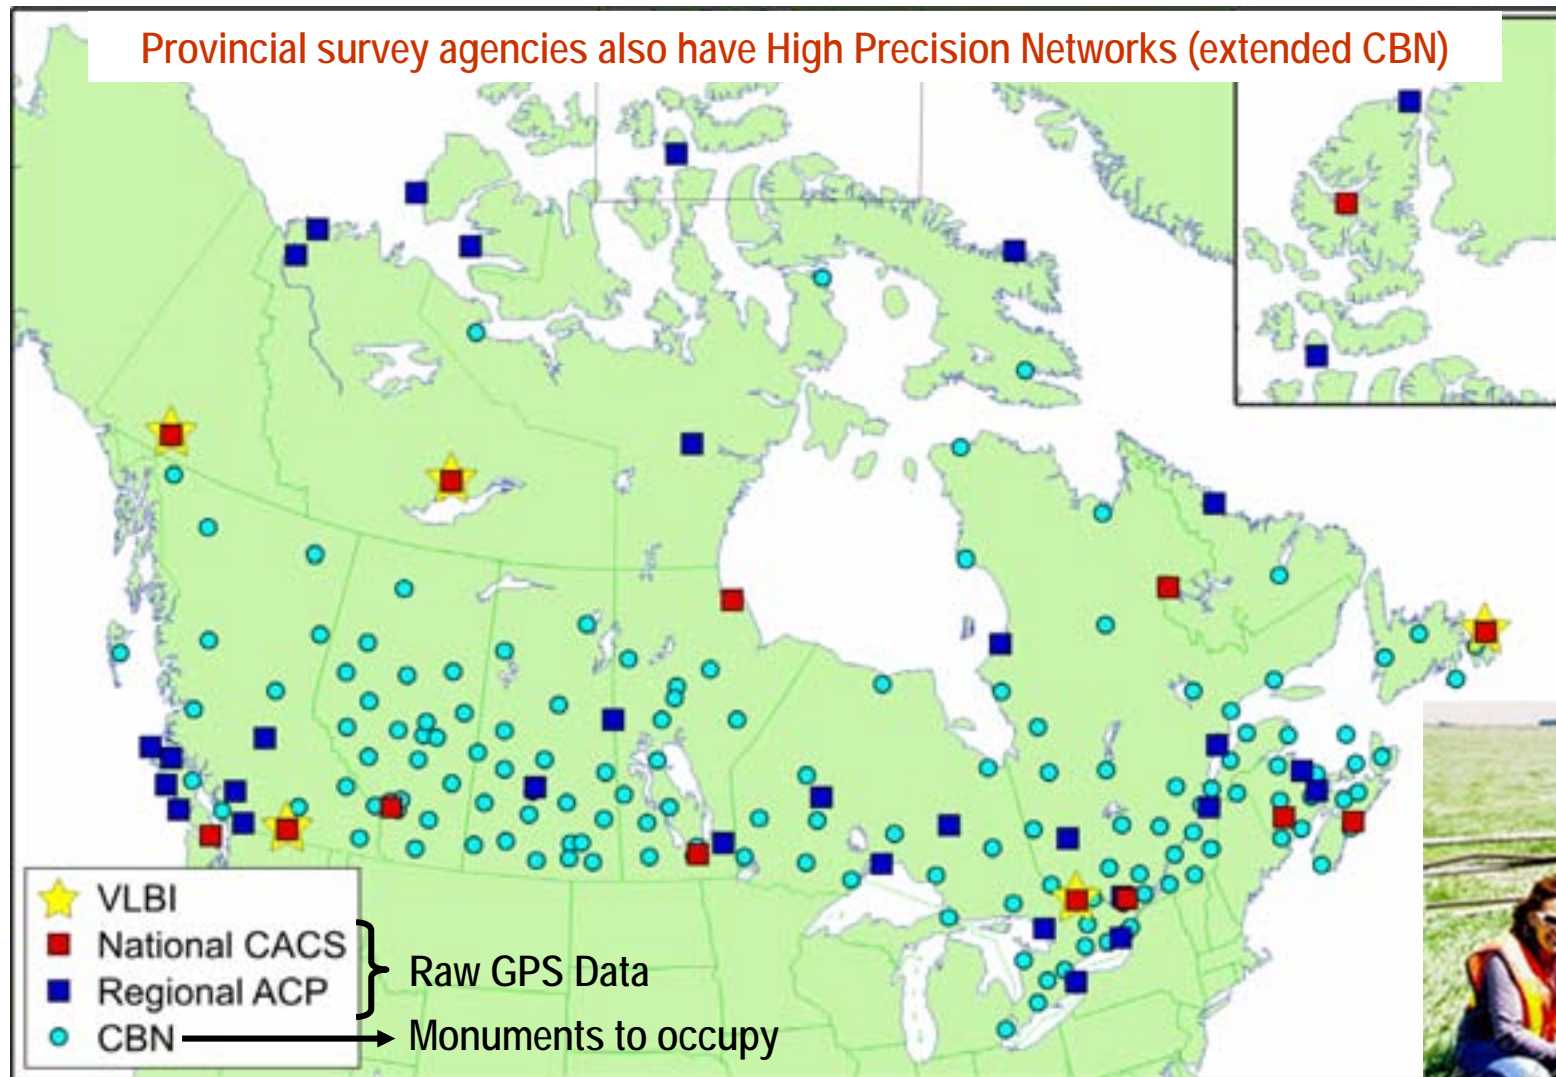 Provincial survey agencies also have High Precision Networks (extended CBN)
VLBI
National CACS
Regional ACP
Raw GPS Data
CBN
Monuments to occupy